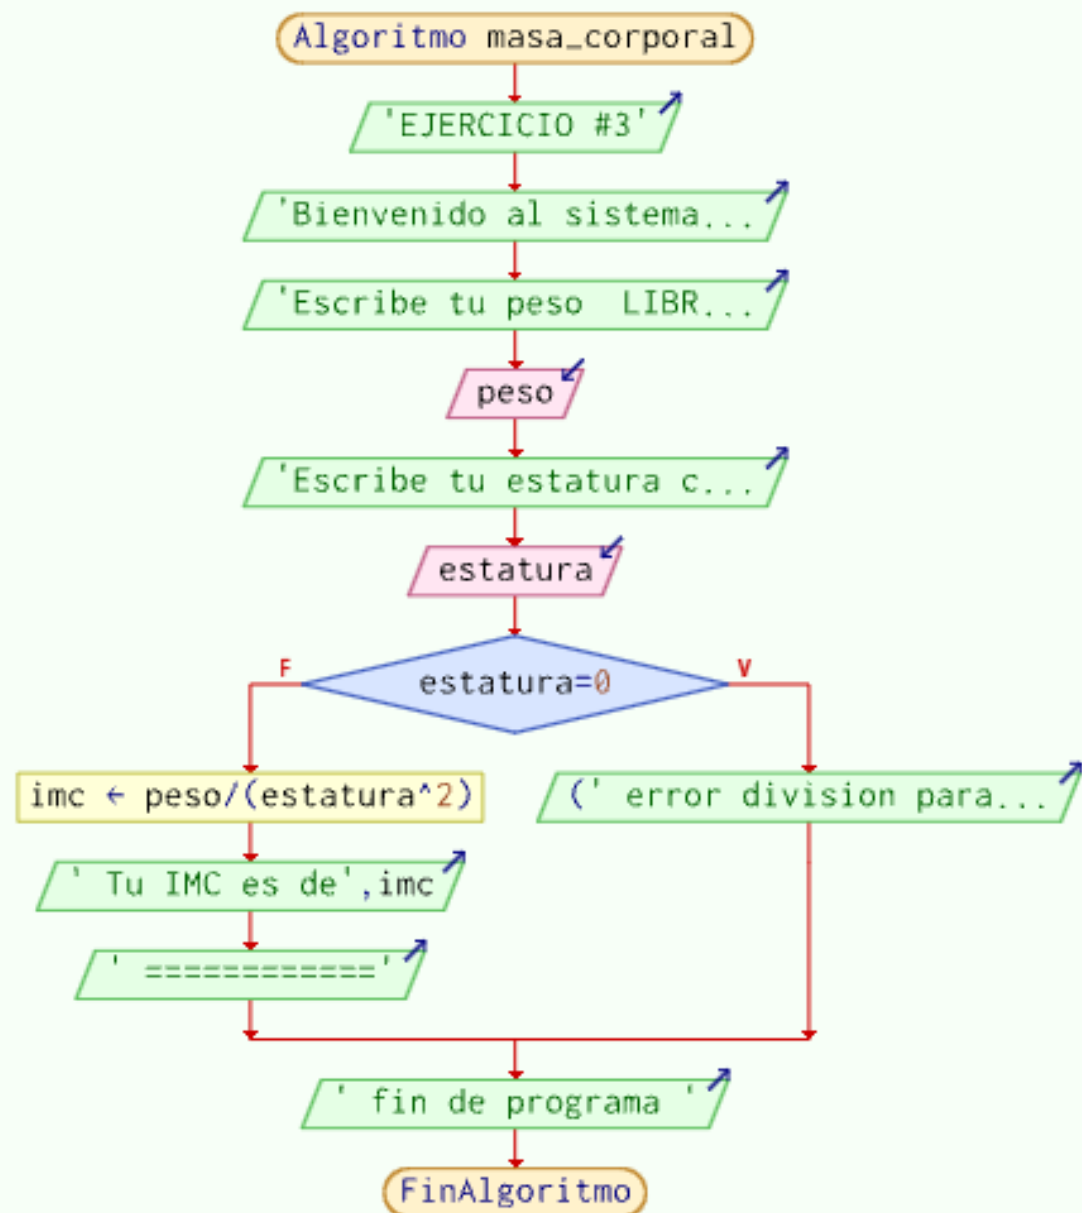 Algoritmo masa_corporal
'EJERCICIO #3'
'Bienvenido al sistema...
'Escribe tu peso  LIBR...
peso
'Escribe tu estatura c...
estatura
F
V
estatura=0
imc ← peso/(estatura^2)
(' error division para...
' Tu IMC es de',imc
' ============'
' fin de programa '
FinAlgoritmo